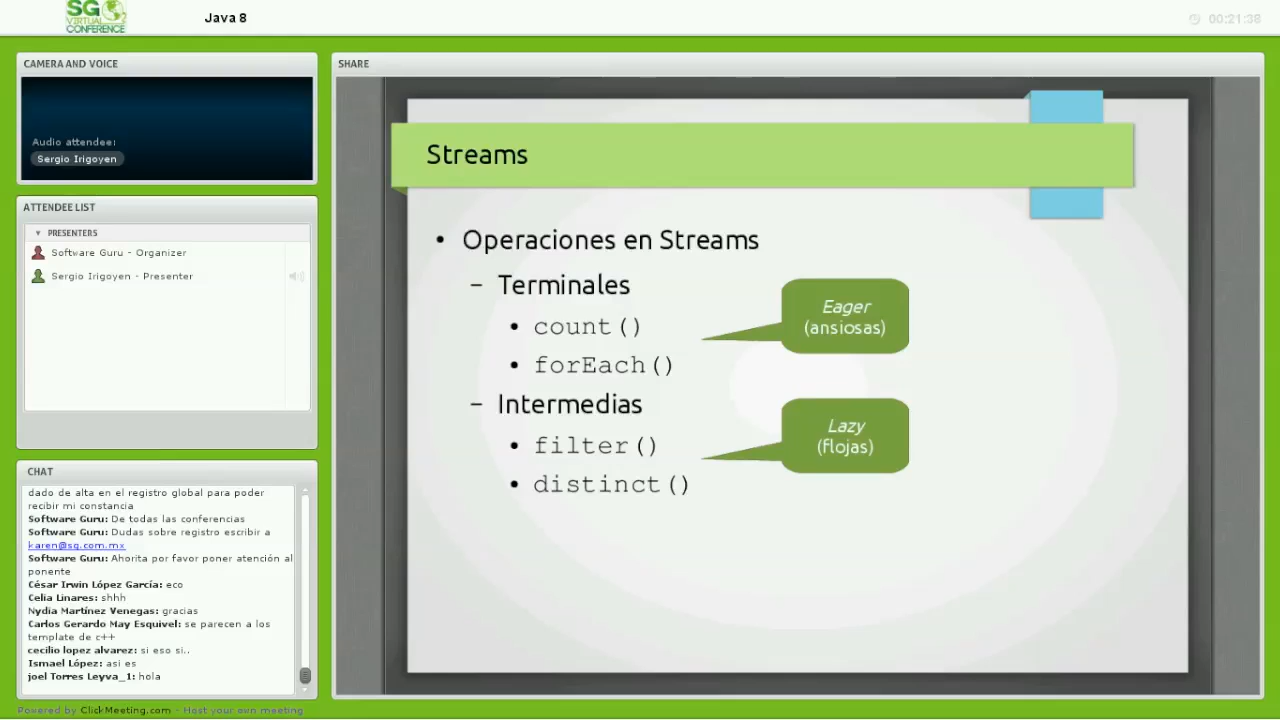 SG
VIRTUAL
CONFERENCE
Java 8
00:21:38
CAMERA AND VOICE
Audio attendee:
Sergio Irigoyen
ATTENDEE LIST
PRESENTERS
Software Guru - Organizer
Sergio Irigoyen - Presenter
CHAT
dado de alta en el registro global para poder
recibir mi constancia
Software Guru: De todas las conferencias
Software Guru: Dudas sobre registro escribir a
karen@sg.com.mx
Software Guru: Ahorita por favor poner atención al
ponente
César Irwin López García: eco
Celia Linares: shhh
Nydia Martínez Venegas: gracias
Carlos Gerardo May Esquivel: se parecen a los
template de c++
cecilio lopez alvarez: si eso si..
Ismael López: asi es
joel Torres Leyva_1: hola
Powered by ClickMeeting.com - Host your own meeting
SHARE
Streams
• Operaciones en Streams
– Terminales
• count()
• forEach()
Eager
(ansiosas)
– Intermedias
• filter()
• distinct()
Lazy
(flojas)